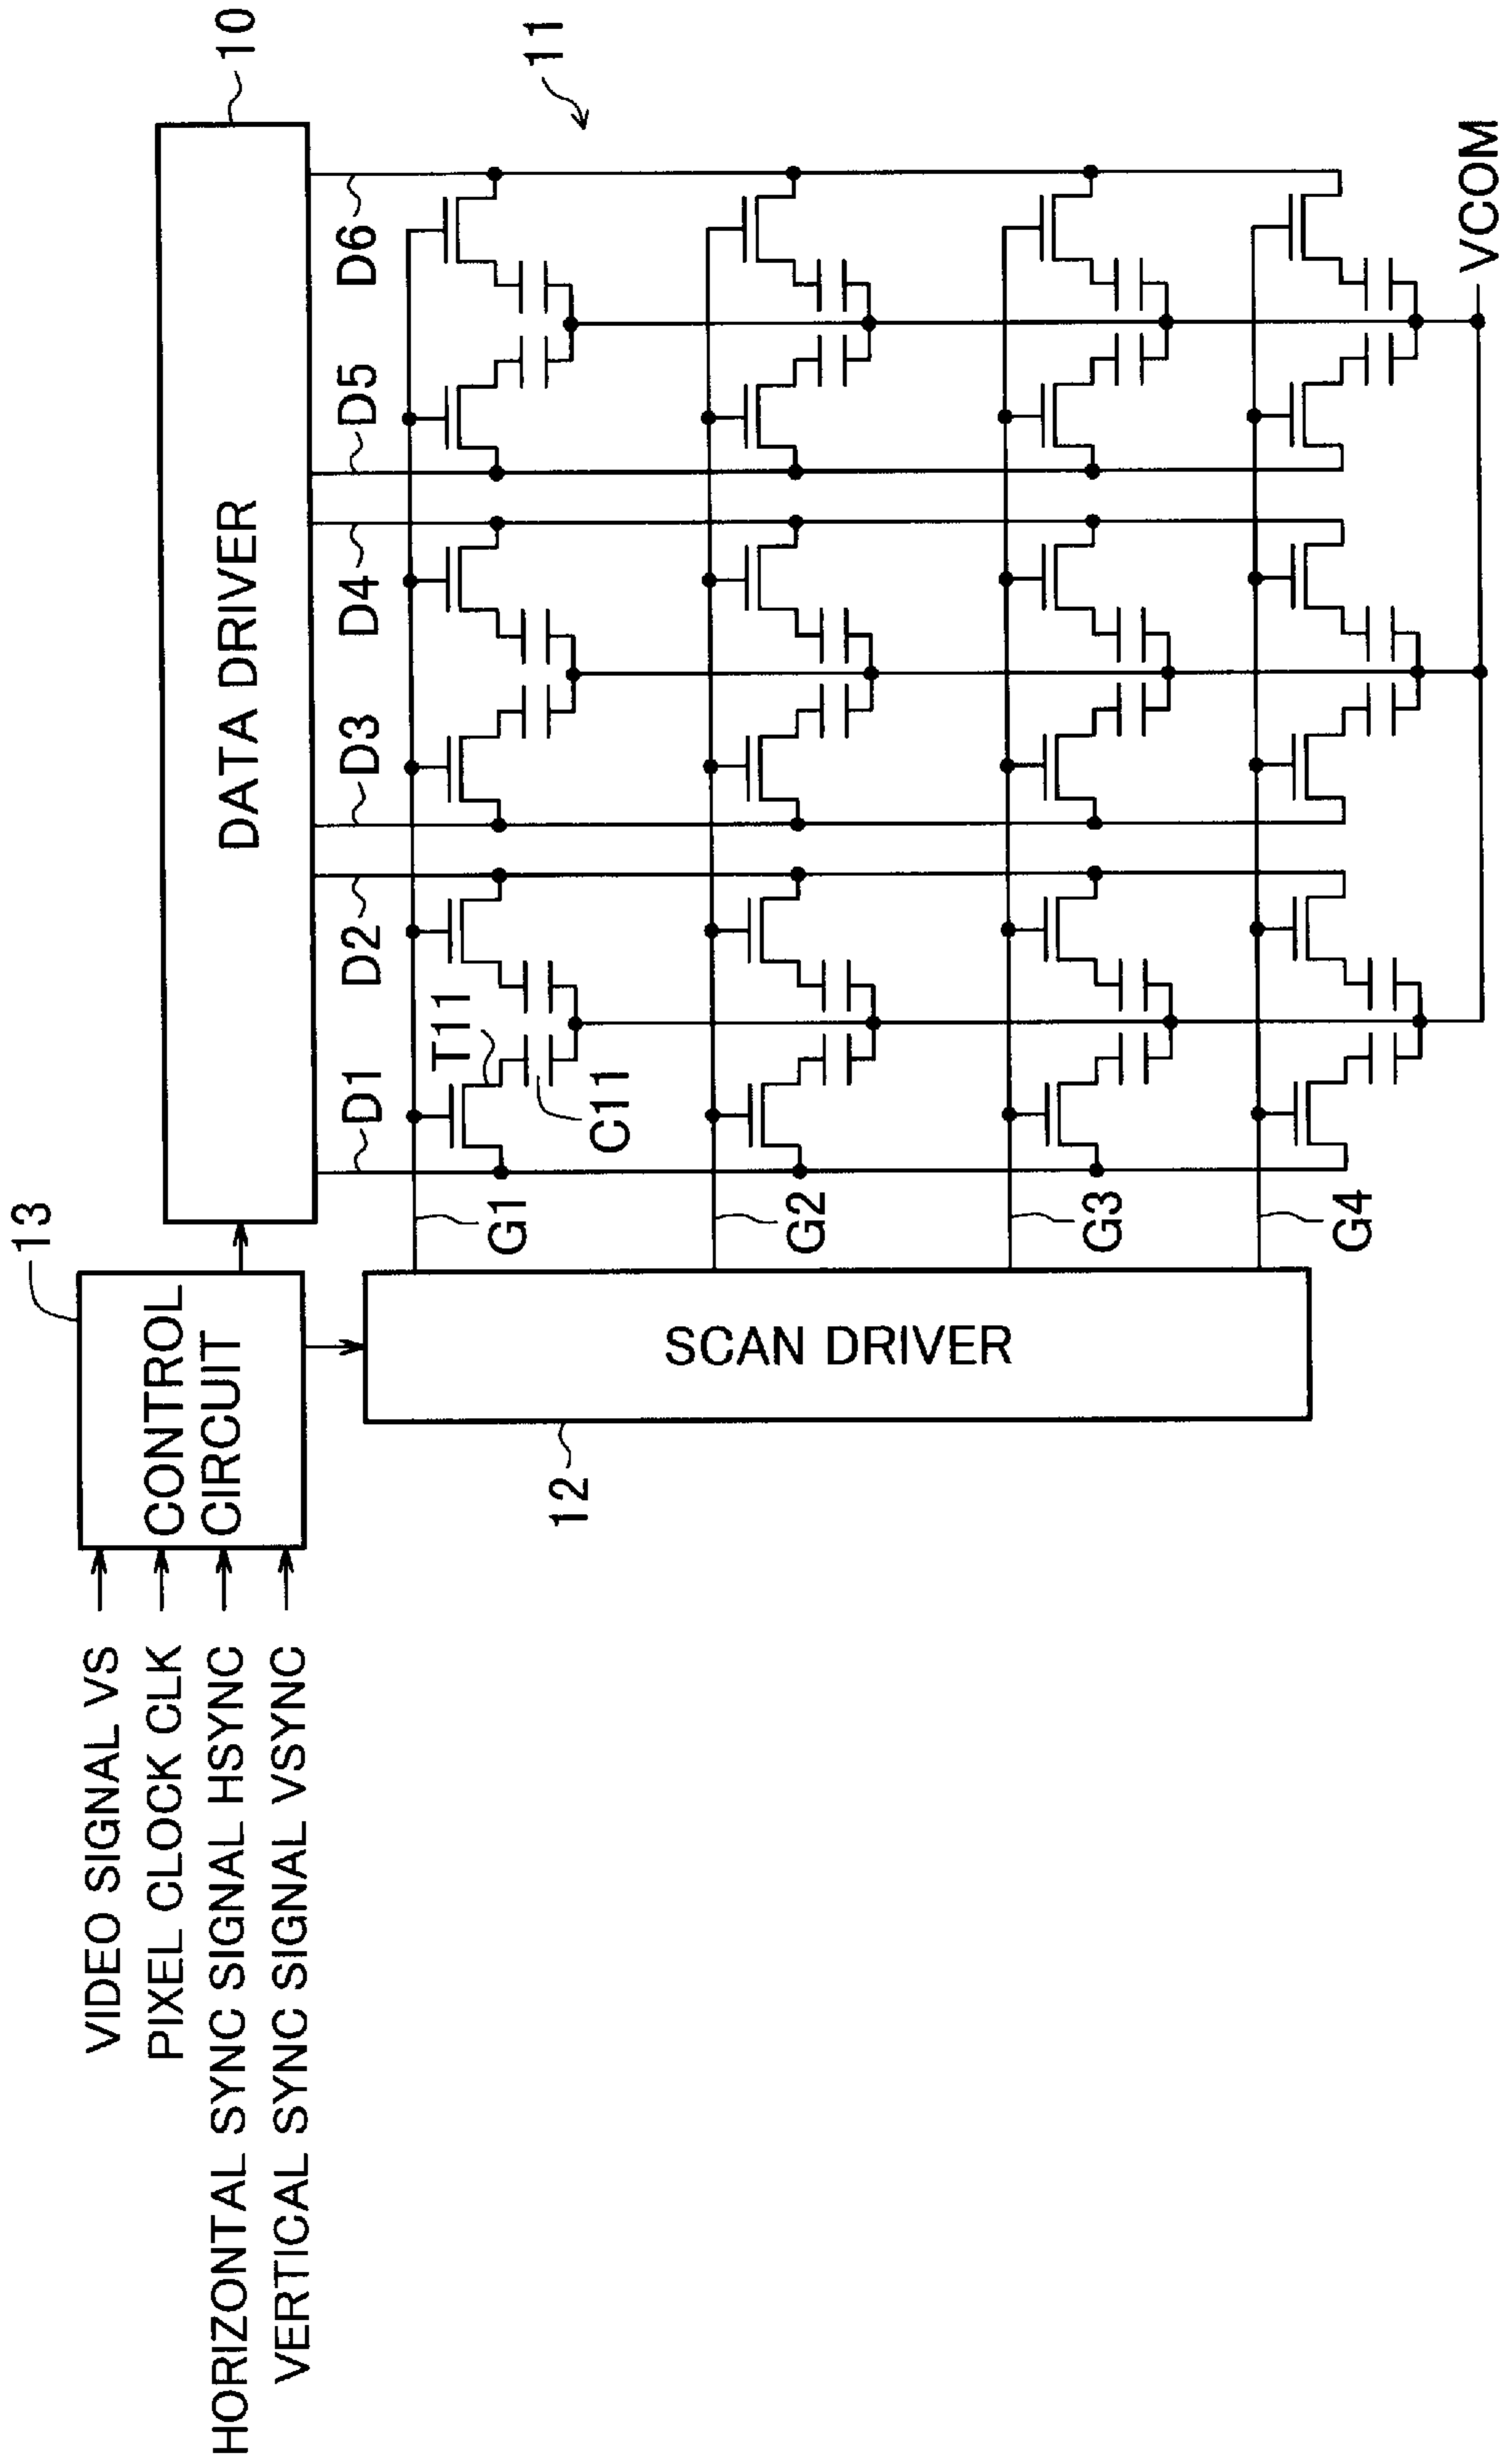 VIDEO SIGNAL VS
PIXEL CLOCK CLK
HORIZONTAL SYNC SIGNAL HSYNC
VERTICAL SYNC SIGNAL VSYNC
13
CONTROL
CIRCUIT
DATA DRIVER
10
D1
D2
D3
D4
D5
D6
11
T11
C11
G1
G2
G3
G4
12
SCAN DRIVER
VCOM